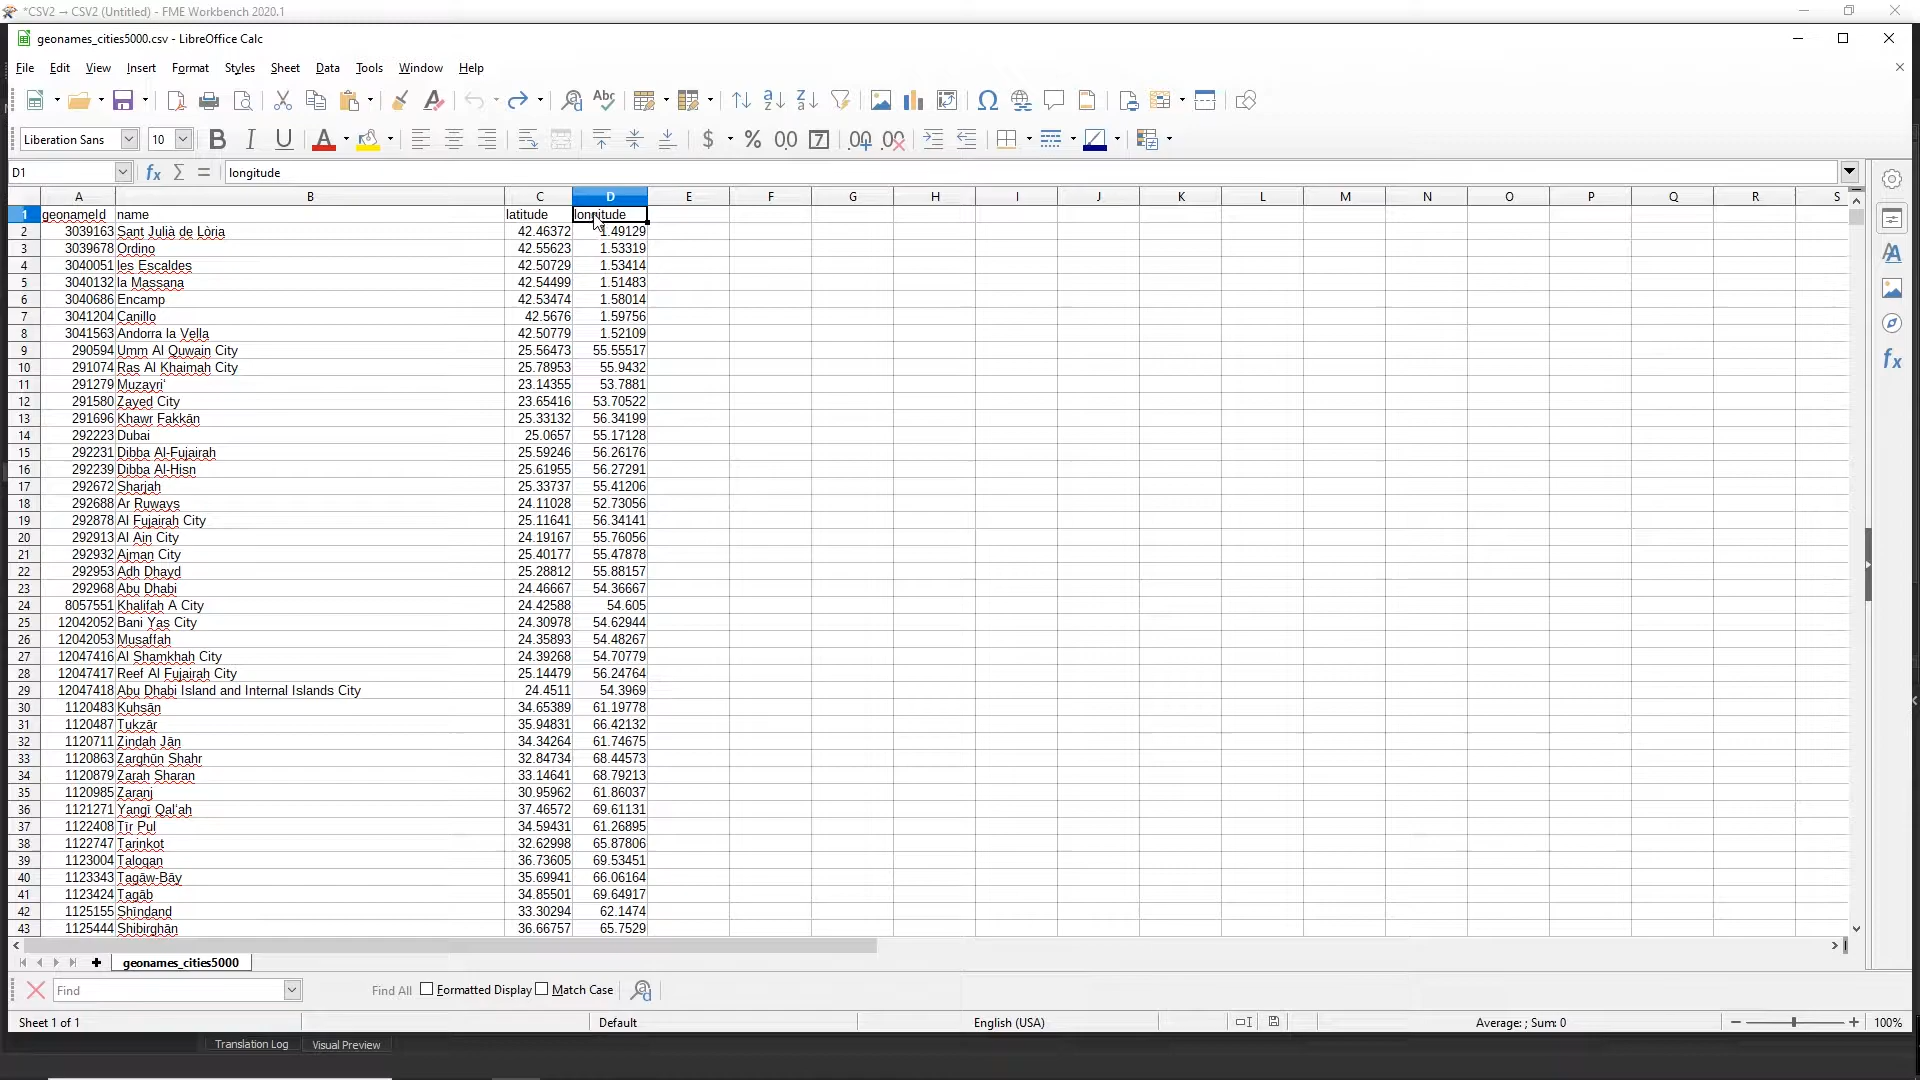 *CSV2 → CSV2 (Untitled) - FME Workbench 2020.1
geonames_cities5000.csv - LibreOffice Calc
File Edit View Insert Format Styles Sheet Data Tools Window Help
Liberation Sans 10
D1 longitude
A B C D E F G H I J K L M N O P Q R S
1 geonameId name latitude longitude
2 3039163 Sant Julià de Lòria 42.46372 1.49129
3 3039678 Ordino 42.55623 1.53319
4 3040051 les Escaldes 42.50729 1.53414
5 3040132 la Massana 42.54499 1.51483
6 3040686 Encamp 42.53474 1.58014
7 3041204 Canillo 42.5676 1.59756
8 3041563 Andorra la Vella 42.50779 1.52109
9 290594 Umm Al Quwain City 25.56473 55.55517
10 291074 Ras Al Khaimah City 25.78953 55.9432
11 291279 Muzayri‘ 23.14355 53.7881
12 291580 Zayed City 23.65416 53.70522
13 291696 Khawr Fakkān 25.33132 56.34199
14 292223 Dubai 25.0657 55.17128
15 292231 Dibba Al-Fujairah 25.59246 56.26176
16 292239 Dibba Al-Hisn 25.61955 56.27291
17 292672 Sharjah 25.33737 55.41206
18 292688 Ar Ruways 24.11028 52.73056
19 292878 Al Fujairah City 25.11641 56.34141
20 292913 Al Ain City 24.19167 55.76056
21 292932 Ajman City 25.40177 55.47878
22 292953 Adh Dhayd 25.28812 55.88157
23 292968 Abu Dhabi 24.46667 54.36667
24 8057551 Khalifah A City 24.42588 54.605
25 12042052 Bani Yas City 24.30978 54.62944
26 12042053 Musaffah 24.35893 54.48267
27 12047416 Al Shamkhah City 24.39268 54.70779
28 12047417 Reef Al Fujairah City 25.14479 56.24764
29 12047418 Abu Dhabi Island and Internal Islands City 24.4511 54.3969
30 1120483 Kuhsān 34.65389 61.19778
31 1120487 Tukzār 35.94831 66.42132
32 1120711 Zindah Jān 34.34264 61.74675
33 1120863 Zarghūn Shahr 32.84734 68.44573
34 1120879 Zarah Sharan 33.14641 68.79213
35 1120985 Zaranj 30.95962 61.86037
36 1121271 Yangī Qal‘ah 37.46572 69.61131
37 1122408 Tīr Pul 34.59431 61.26895
38 1122747 Tarinkot 32.62998 65.87806
39 1123004 Taloqan 36.73605 69.53451
40 1123343 Tagāw-Bāy 35.69941 66.06164
41 1123424 Tagāb 34.85501 69.64917
42 1125155 Shīndand 33.30294 62.1474
43 1125444 Shibirghān 36.66757 65.7529
geonames_cities5000
Find Find All Formatted Display Match Case
Sheet 1 of 1 Default English (USA) Average: ; Sum: 0 100%
Translation Log Visual Preview